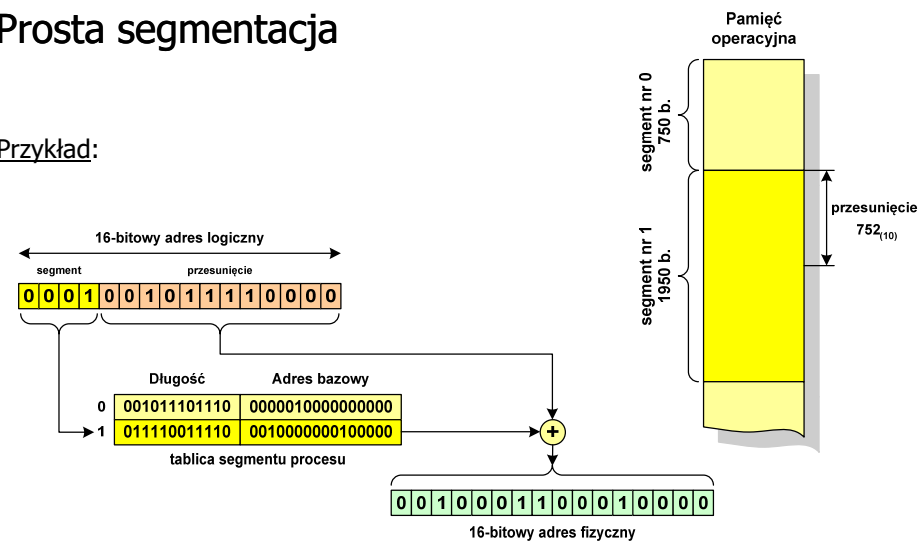 Prosta segmentacja
Pamięć
operacyjna
Przykład:
segment nr 0
750 b.
segment nr 1
1950 b.
przesunięcie
752(10)
16-bitowy adres logiczny
segment przesunięcie
0 0 0 1 0 0 1 0 1 1 1 1 0 0 0 0
Długość Adres bazowy
0 001011101110 0000010000000000
1 011110011110 0010000000100000
tablica segmentu procesu
+
0 0 1 0 0 0 1 1 0 0 0 1 0 0 0 0
16-bitowy adres fizyczny